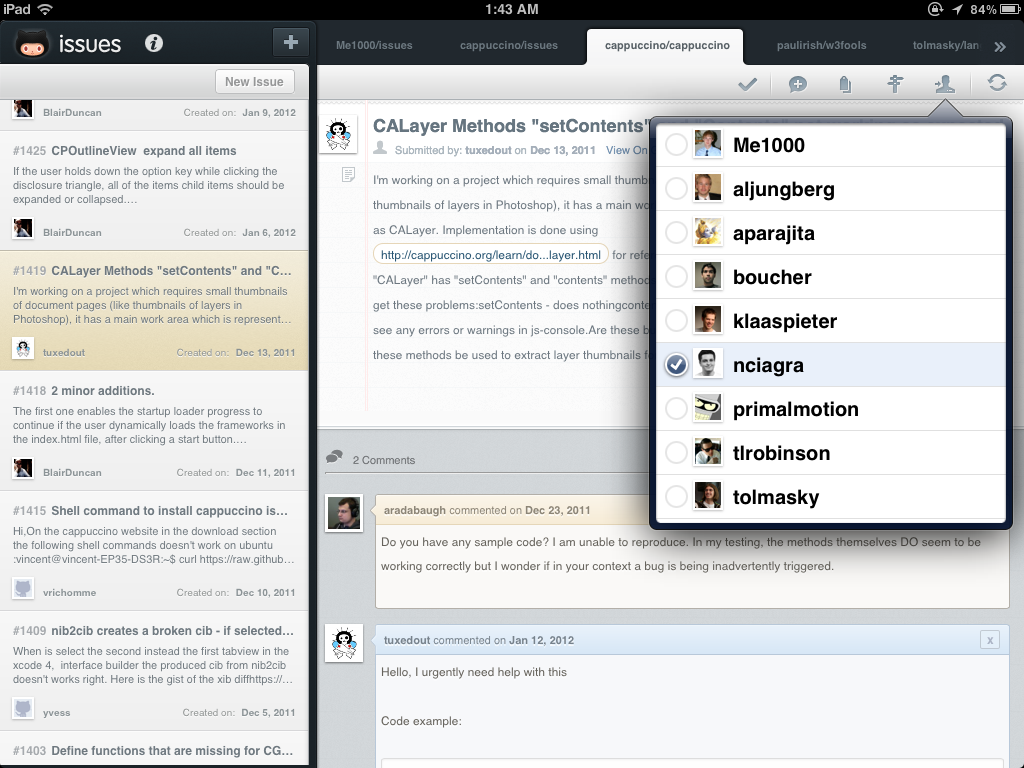 iPad
1:43 AM
84%
issues
Me1000/issues
cappuccino/issues
cappuccino/cappuccino
paulirish/w3fools
tolmasky/lan
»
New Issue
BlairDuncan Created on: Jan 9, 2012
#1425 CPOutlineView expand all items
If the user holds down the option key while clicking the
disclosure triangle, all of the items child items should be
expanded or collapsed....
BlairDuncan Created on: Jan 6, 2012
#1419 CALayer Methods "setContents" and "C...
I'm working on a project which requires small thumbnails
of document pages (like thumbnails of layers in
Photoshop), it has a main work area which is represent...
tuxedout Created on: Dec 13, 2011
#1418 2 minor additions.
The first one enables the startup loader progress to
continue if the user dynamically loads the frameworks in
the index.html file, after clicking a start button....
BlairDuncan Created on: Dec 11, 2011
#1415 Shell command to install cappuccino is...
Hi,On the cappuccino website in the download section
the following shell commands doesn't work on ubuntu
:vincent@vincent-EP35-DS3R:~$ curl https://raw.github...
vrichomme Created on: Dec 10, 2011
#1409 nib2cib creates a broken cib - if selected...
When is select the second instead the first tabview in the
xcode 4, interface builder the produced cib from nib2cib
doesn't works right. Here is the gist of the xib diffhttps://...
yvess Created on: Dec 5, 2011
#1403 Define functions that are missing for CG...
CALayer Methods "setContents"
Submitted by: tuxedout on Dec 13, 2011 View On
I'm working on a project which requires small thumb
thumbnails of layers in Photoshop), it has a main wo
as CALayer. Implementation is done using
http://cappuccino.org/learn/do...layer.html for refe
"CALayer" has "setContents" and "contents" method
get these problems:setContents - does nothingconte
see any errors or warnings in js-console.Are these b
these methods be used to extract layer thumbnails f
Me1000
aljungberg
aparajita
boucher
klaaspieter
nciagra
primalmotion
tlrobinson
tolmasky
2 Comments
aradabaugh commented on Dec 23, 2011
Do you have any sample code? I am unable to reproduce. In my testing, the methods themselves DO seem to be
working correctly but I wonder if in your context a bug is being inadvertently triggered.
tuxedout commented on Jan 12, 2012
x
Hello, I urgently need help with this
Code example: